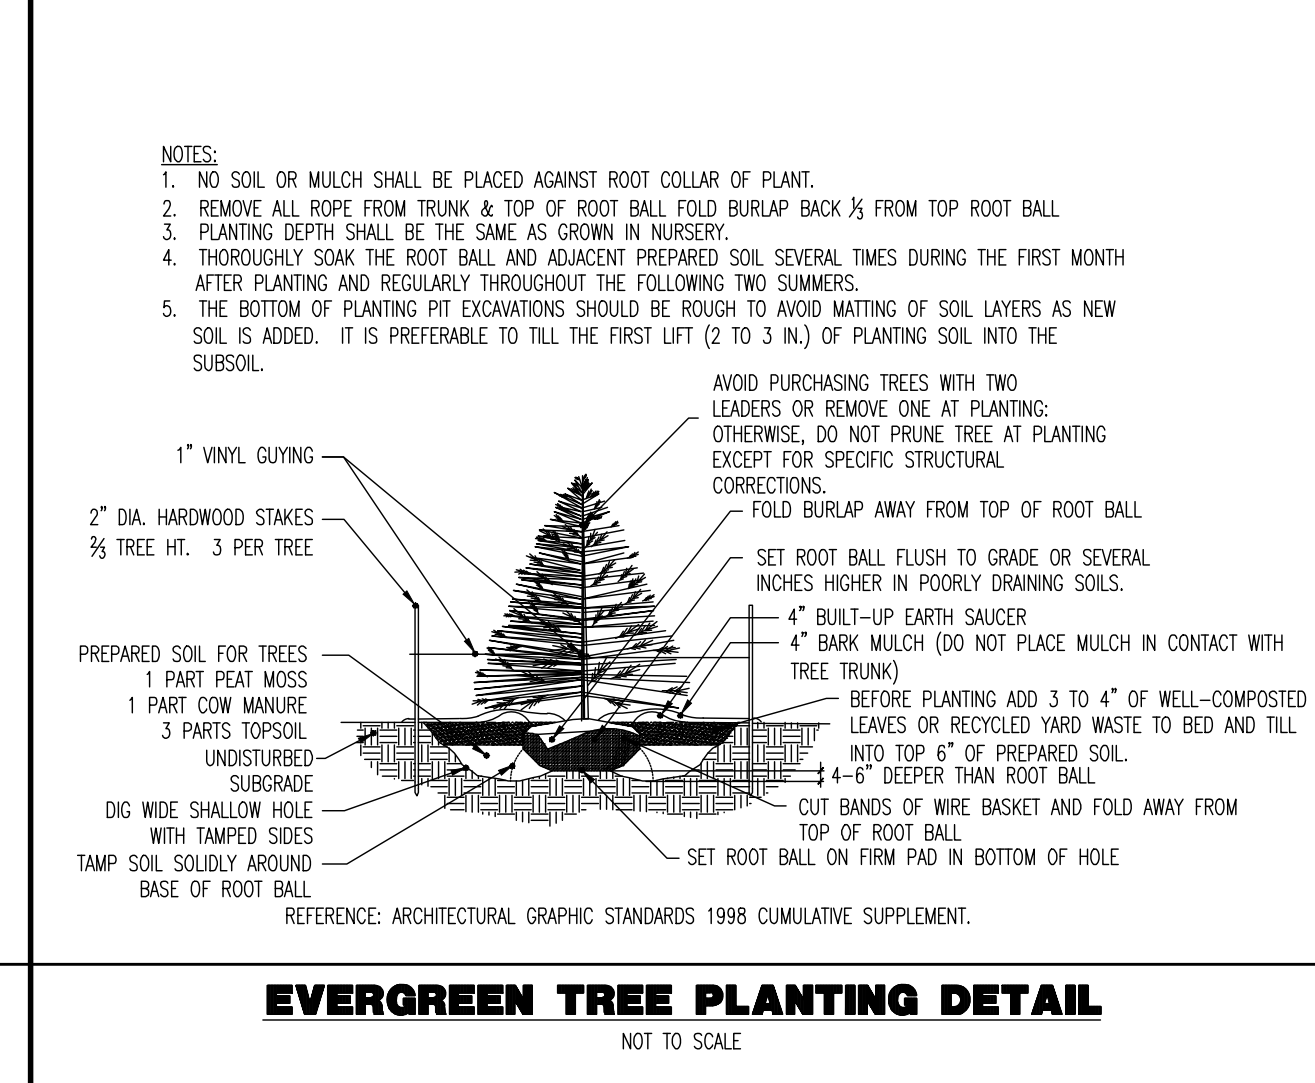 NOTES:
1. NO SOIL OR MULCH SHALL BE PLACED AGAINST ROOT COLLAR OF PLANT.
2. REMOVE ALL ROPE FROM TRUNK & TOP OF ROOT BALL FOLD BURLAP BACK ⅓ FROM TOP ROOT BALL
3. PLANTING DEPTH SHALL BE THE SAME AS GROWN IN NURSERY.
4. THOROUGHLY SOAK THE ROOT BALL AND ADJACENT PREPARED SOIL SEVERAL TIMES DURING THE FIRST MONTH
AFTER PLANTING AND REGULARLY THROUGHOUT THE FOLLOWING TWO SUMMERS.
5. THE BOTTOM OF PLANTING PIT EXCAVATIONS SHOULD BE ROUGH TO AVOID MATTING OF SOIL LAYERS AS NEW
SOIL IS ADDED. IT IS PREFERABLE TO TILL THE FIRST LIFT (2 TO 3 IN.) OF PLANTING SOIL INTO THE
SUBSOIL.
AVOID PURCHASING TREES WITH TWO
LEADERS OR REMOVE ONE AT PLANTING:
OTHERWISE, DO NOT PRUNE TREE AT PLANTING
EXCEPT FOR SPECIFIC STRUCTURAL
CORRECTIONS.
1" VINYL GUYING
2" DIA. HARDWOOD STAKES
⅔ TREE HT. 3 PER TREE
FOLD BURLAP AWAY FROM TOP OF ROOT BALL
SET ROOT BALL FLUSH TO GRADE OR SEVERAL
INCHES HIGHER IN POORLY DRAINING SOILS.
4" BUILT-UP EARTH SAUCER
4" BARK MULCH (DO NOT PLACE MULCH IN CONTACT WITH
TREE TRUNK)
PREPARED SOIL FOR TREES
1 PART PEAT MOSS
1 PART COW MANURE
3 PARTS TOPSOIL
BEFORE PLANTING ADD 3 TO 4" OF WELL-COMPOSTED
LEAVES OR RECYCLED YARD WASTE TO BED AND TILL
INTO TOP 6" OF PREPARED SOIL.
UNDISTURBED
SUBGRADE
4-6" DEEPER THAN ROOT BALL
DIG WIDE SHALLOW HOLE
WITH TAMPED SIDES
CUT BANDS OF WIRE BASKET AND FOLD AWAY FROM
TOP OF ROOT BALL
TAMP SOIL SOLIDLY AROUND
BASE OF ROOT BALL
SET ROOT BALL ON FIRM PAD IN BOTTOM OF HOLE
REFERENCE: ARCHITECTURAL GRAPHIC STANDARDS 1998 CUMULATIVE SUPPLEMENT.
EVERGREEN TREE PLANTING DETAIL
NOT TO SCALE